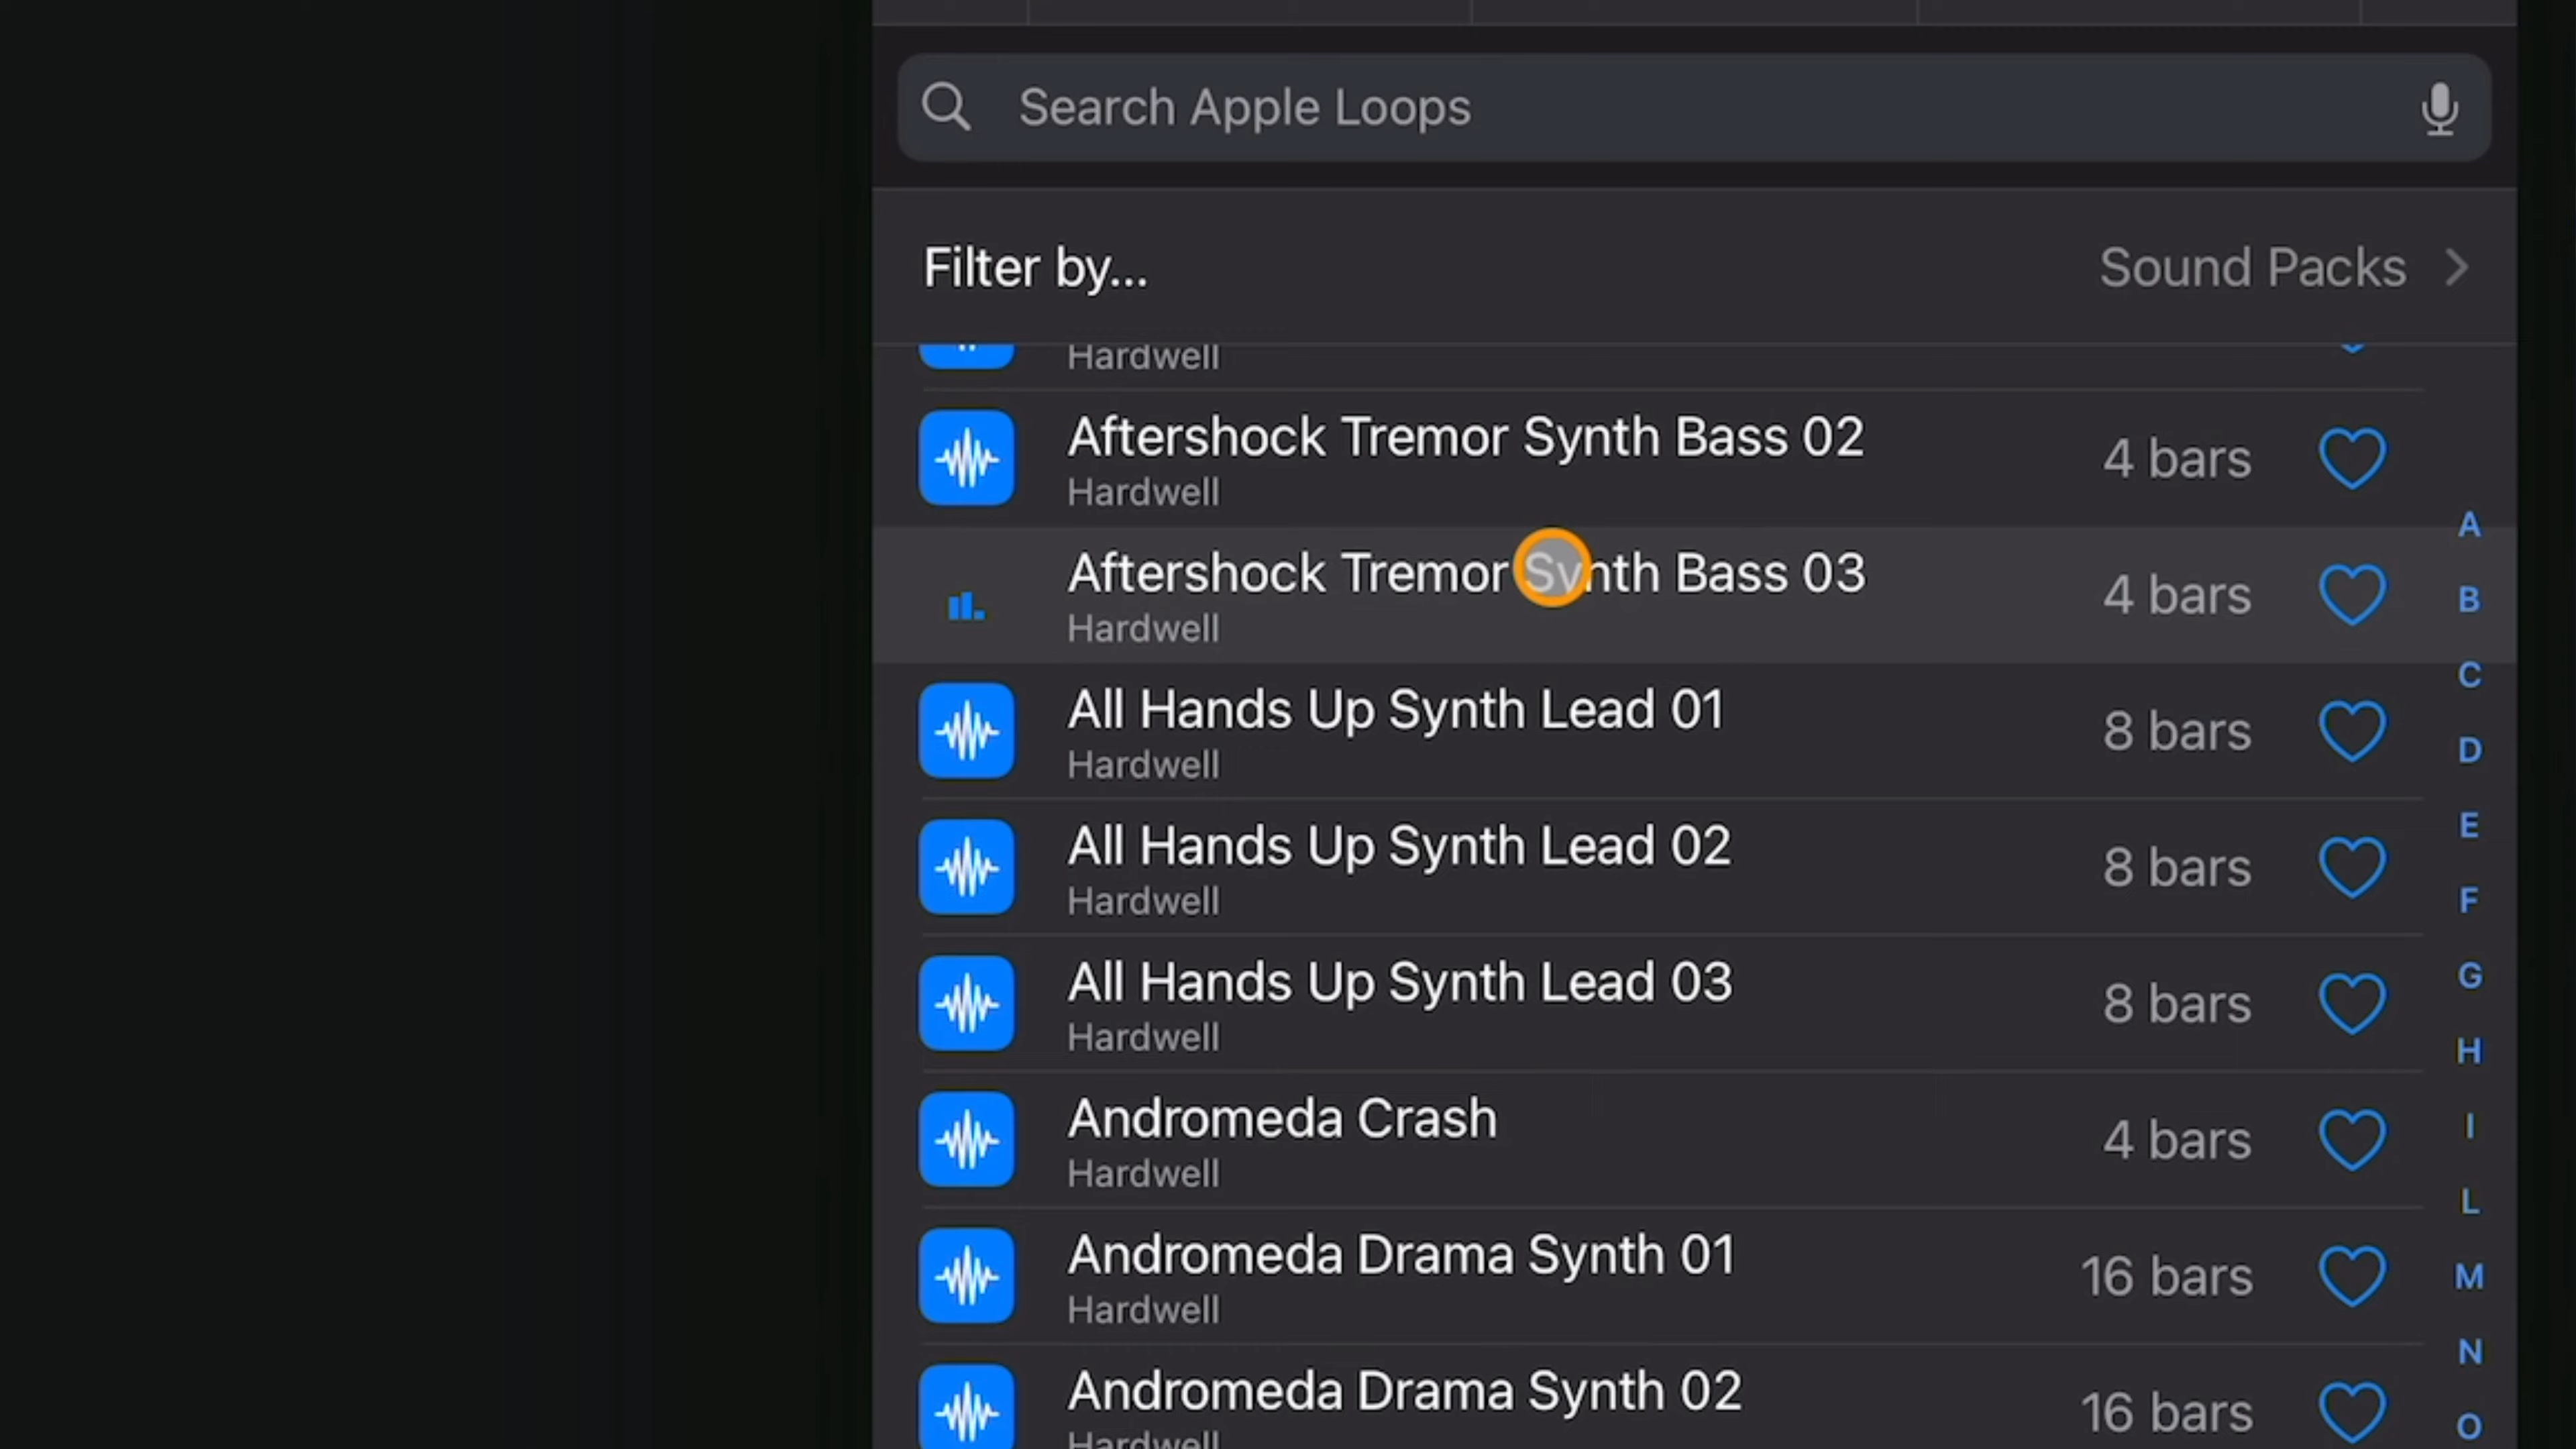 Search Apple Loops
Filter by...
Sound Packs
Hardwell
Aftershock Tremor Synth Bass 02
Hardwell
4 bars
Aftershock Tremor Synth Bass 03
Hardwell
4 bars
All Hands Up Synth Lead 01
Hardwell
8 bars
All Hands Up Synth Lead 02
Hardwell
8 bars
All Hands Up Synth Lead 03
Hardwell
8 bars
Andromeda Crash
Hardwell
4 bars
Andromeda Drama Synth 01
Hardwell
16 bars
Andromeda Drama Synth 02
Hardwell
16 bars
A
B
C
D
E
F
G
H
I
L
M
N
O